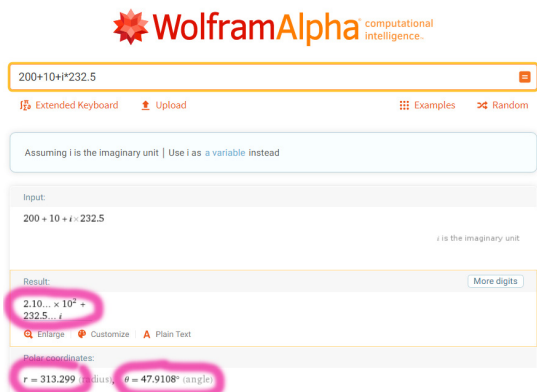 WolframAlpha computational intelligence.
200+10+i*232.5
Extended Keyboard Upload Examples Random
Assuming i is the imaginary unit | Use i as a variable instead
Input:
200 + 10 + i × 232.5
i is the imaginary unit
Result:
More digits
2.10... × 10² +
232.5... i
Enlarge Customize A Plain Text
Polar coordinates:
r = 313.299 (radius), θ = 47.9108° (angle)